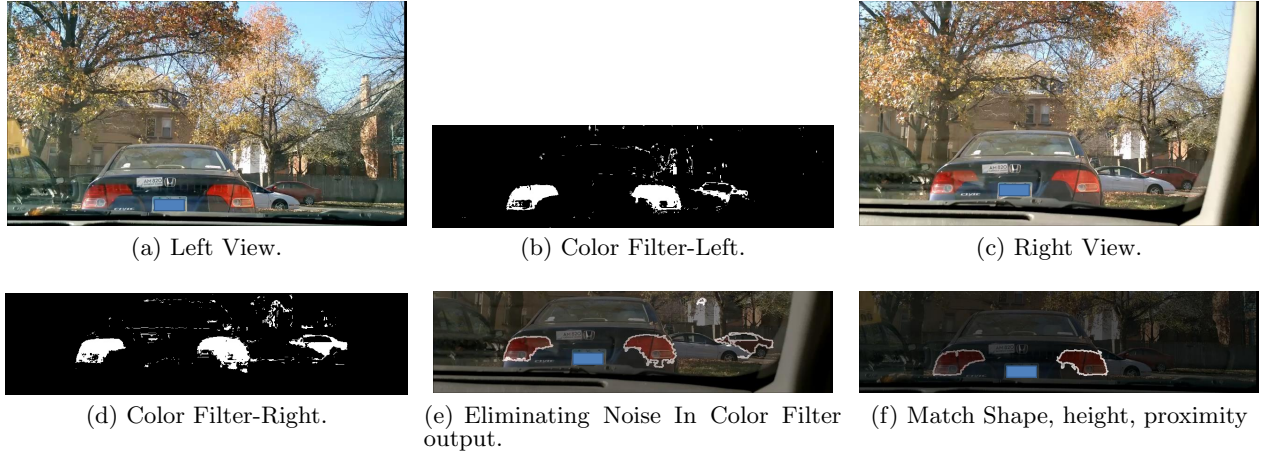 (a) Left View.
(b) Color Filter-Left.
(c) Right View.
(d) Color Filter-Right.
(e) Eliminating Noise In Color Filter
output.
(f) Match Shape, height, proximity